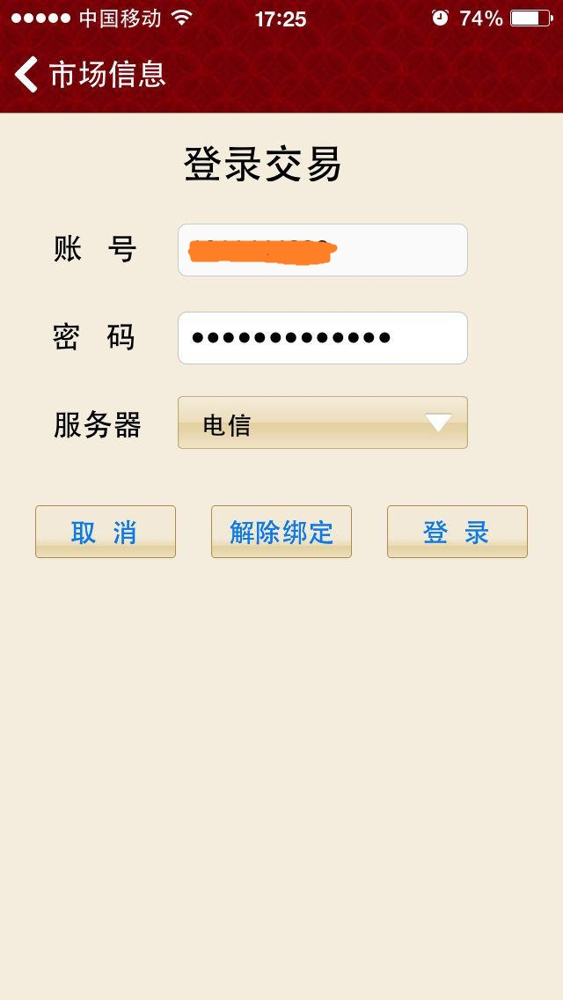 中国移动 17:25 74%
市场信息
登录交易
账 号
密 码 •••••••••••••
服务器 电信
取 消 解除绑定 登 录